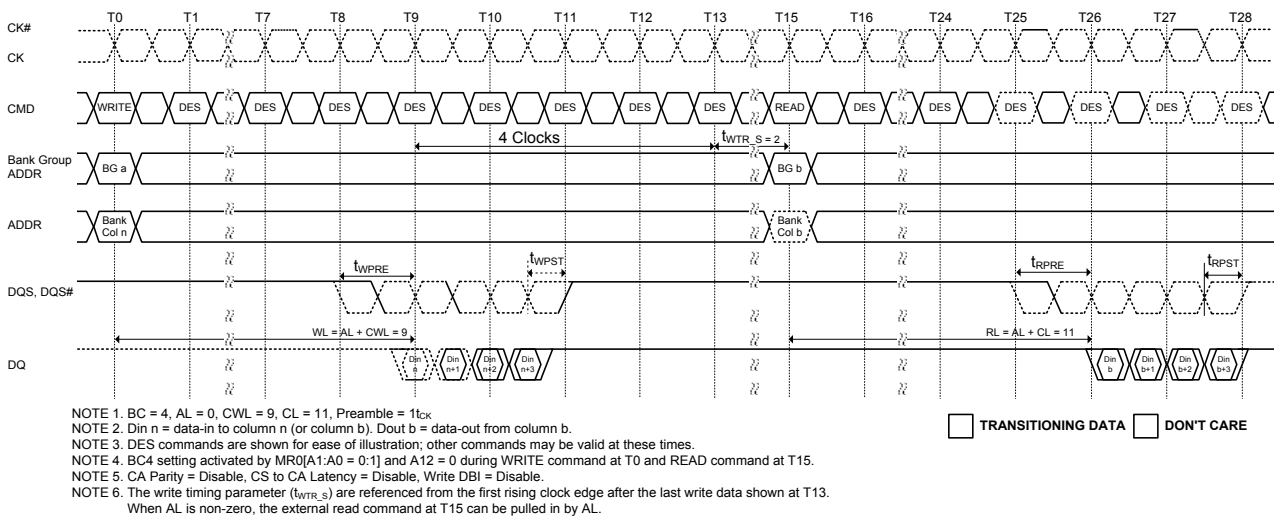 T0 T1 T7 T8 T9 T10 T11 T12 T13 T15 T16 T24 T25 T26 T27 T28
CK#
CK
CMD WRITE DES DES DES DES DES DES DES DES READ DES DES DES DES DES DES
4 Clocks tWTR_S = 2
Bank Group
ADDR
BG a BG b
ADDR
Bank
Col n
Bank
Col b
tWPRE tWPST tRPRE tRPST
DQS, DQS#
WL = AL + CWL = 9 RL = AL + CL = 11
DQ
Din
n
Din
n+1
Din
n+2
Din
n+3
Din
b
Din
b+1
Din
b+2
Din
b+3
NOTE 1. BC = 4, AL = 0, CWL = 9, CL = 11, Preamble = 1tCK
NOTE 2. Din n = data-in to column n (or column b). Dout b = data-out from column b.
NOTE 3. DES commands are shown for ease of illustration; other commands may be valid at these times.
NOTE 4. BC4 setting activated by MR0[A1:A0 = 0:1] and A12 = 0 during WRITE command at T0 and READ command at T15.
NOTE 5. CA Parity = Disable, CS to CA Latency = Disable, Write DBI = Disable.
NOTE 6. The write timing parameter (tWTR_S) are referenced from the first rising clock edge after the last write data shown at T13.
When AL is non-zero, the external read command at T15 can be pulled in by AL.
TRANSITIONING DATA DON'T CARE